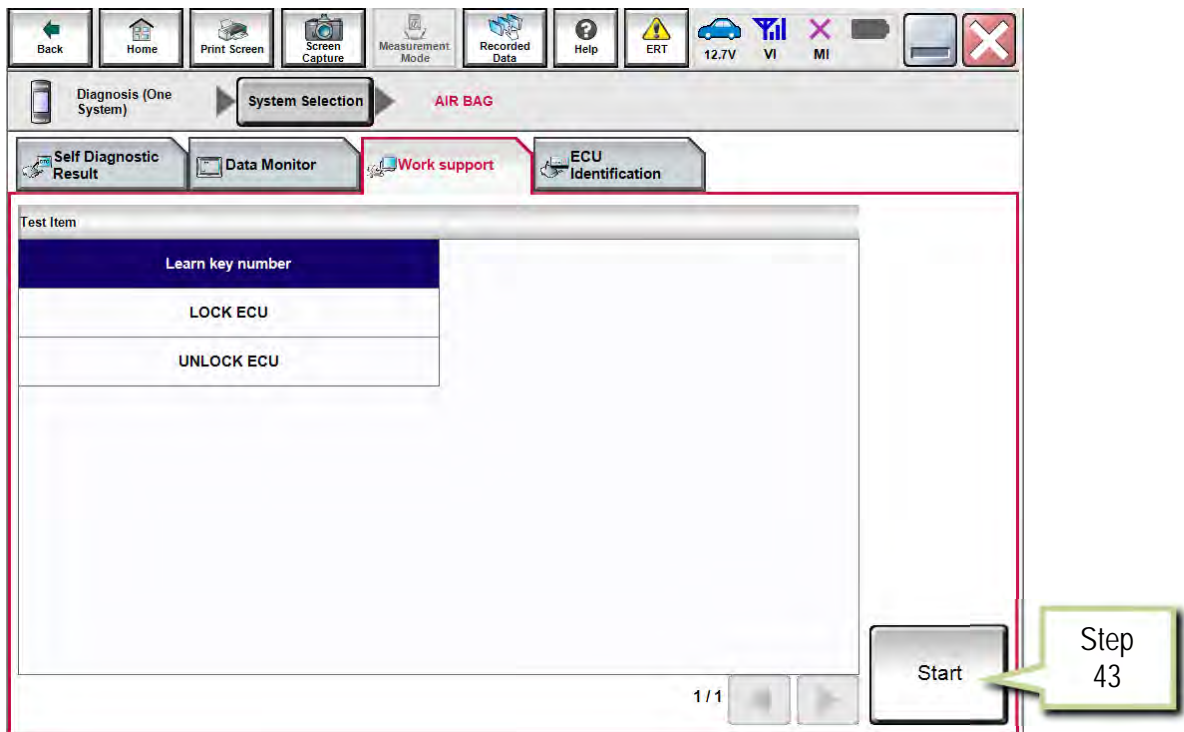 Back
Home
Print Screen
Screen
Capture
Measurement
Mode
Recorded
Data
Help
ERT
12.7V
VI
MI
Diagnosis (One
System)
System Selection
AIR BAG
Self Diagnostic
Result
Data Monitor
Work support
ECU
Identification
Test Item
Learn key number
LOCK ECU
UNLOCK ECU
1/1
Start
Step
43